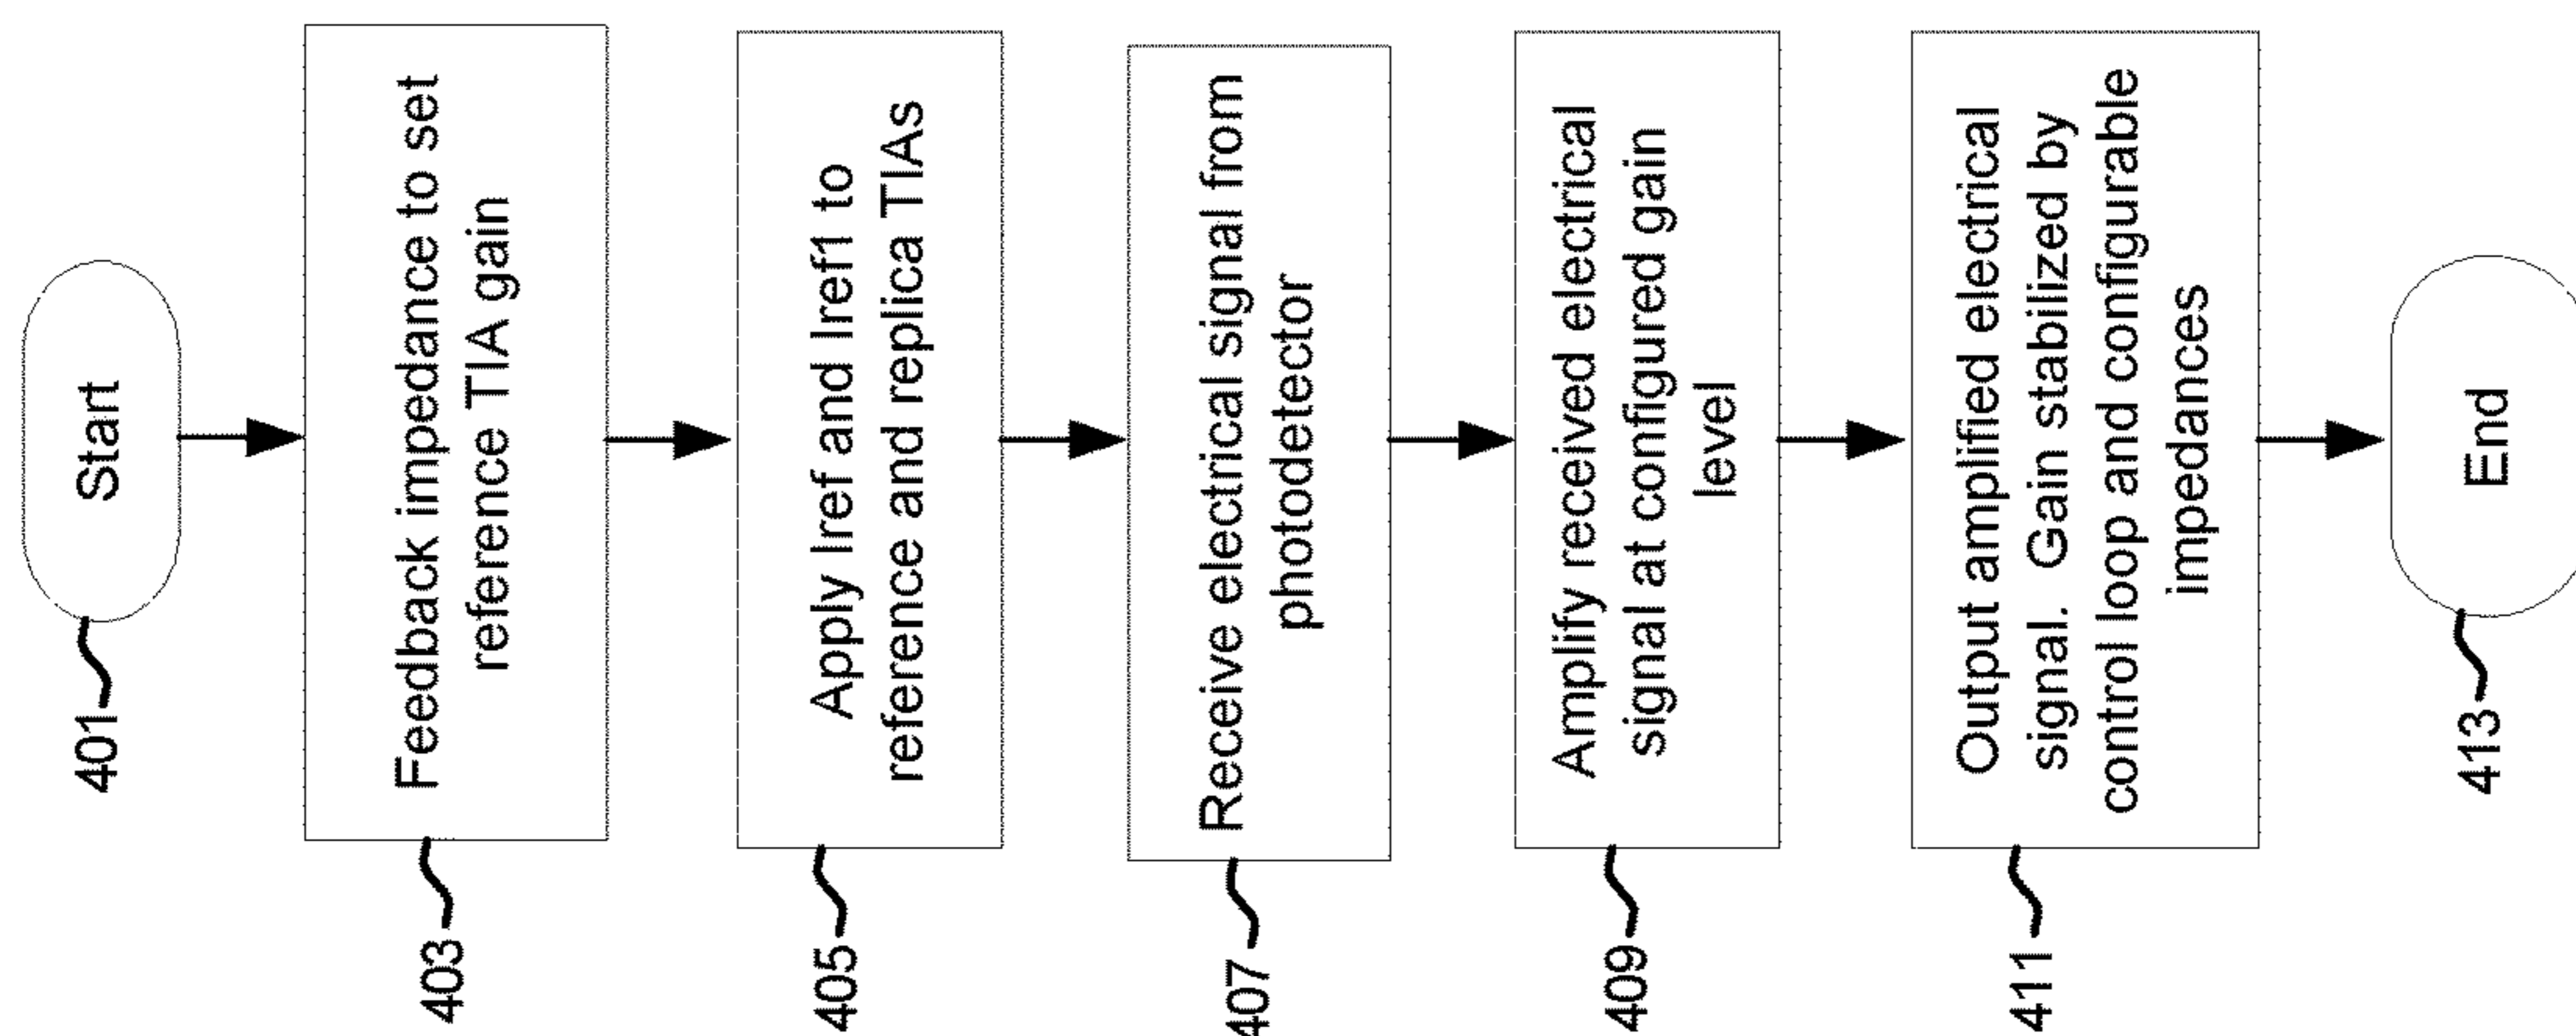 Start
401
Feedback impedance to set
reference TIA gain
403
Apply Iref and Iref1 to
reference and replica TIAs
405
Receive electrical signal from
photodetector
407
Amplify received electrical
signal at configured gain
level
409
Output amplified electrical
signal. Gain stabilized by
control loop and configurable
impedances
411
End
413